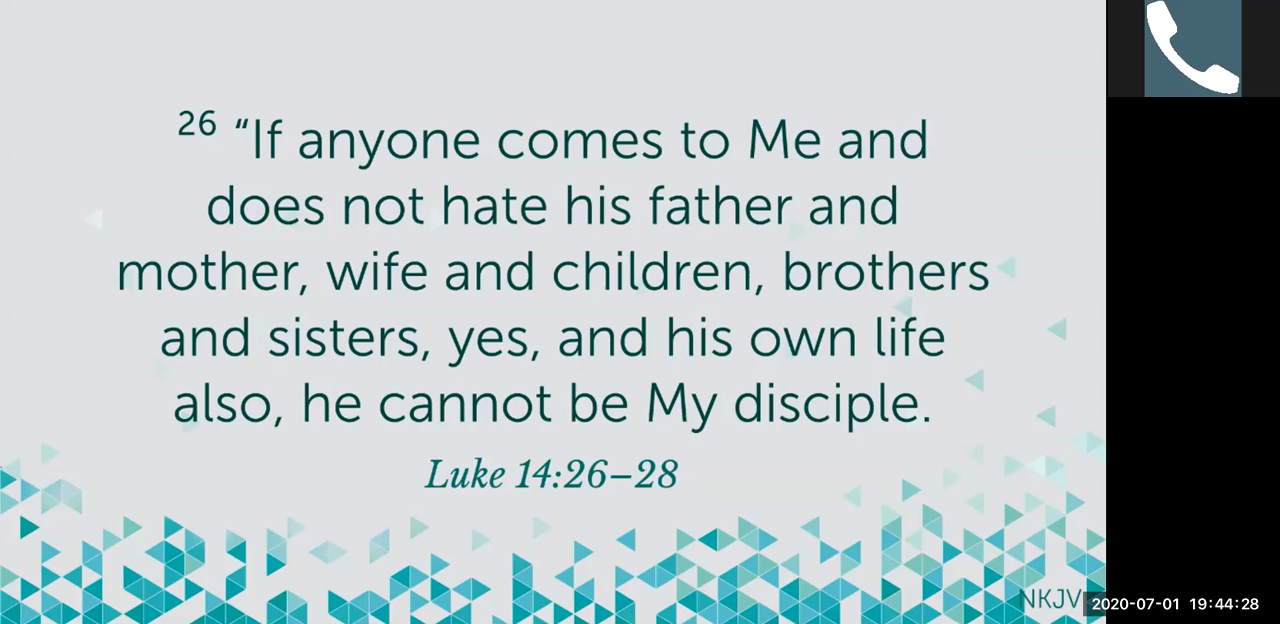 26 “If anyone comes to Me and
does not hate his father and
mother, wife and children, brothers
and sisters, yes, and his own life
also, he cannot be My disciple.
Luke 14:26–28
NKJV
2020-07-01 19:44:28